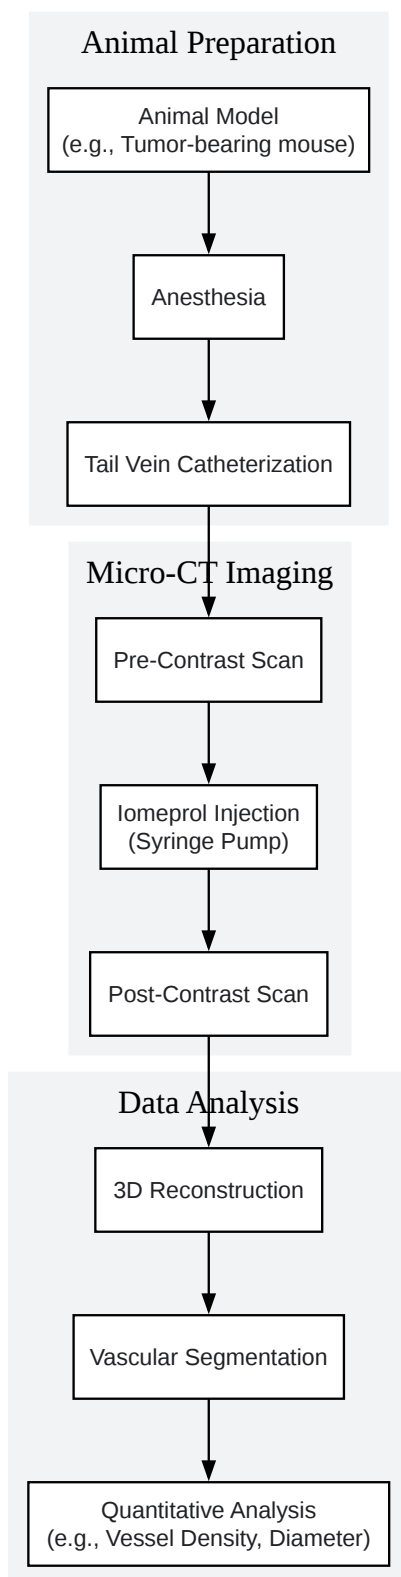 Animal Preparation
Animal Model
(e.g., Tumor-bearing mouse)
Anesthesia
Tail Vein Catheterization
Micro-CT Imaging
Pre-Contrast Scan
Iomeprol Injection
(Syringe Pump)
Post-Contrast Scan
Data Analysis
3D Reconstruction
Vascular Segmentation
Quantitative Analysis
(e.g., Vessel Density, Diameter)